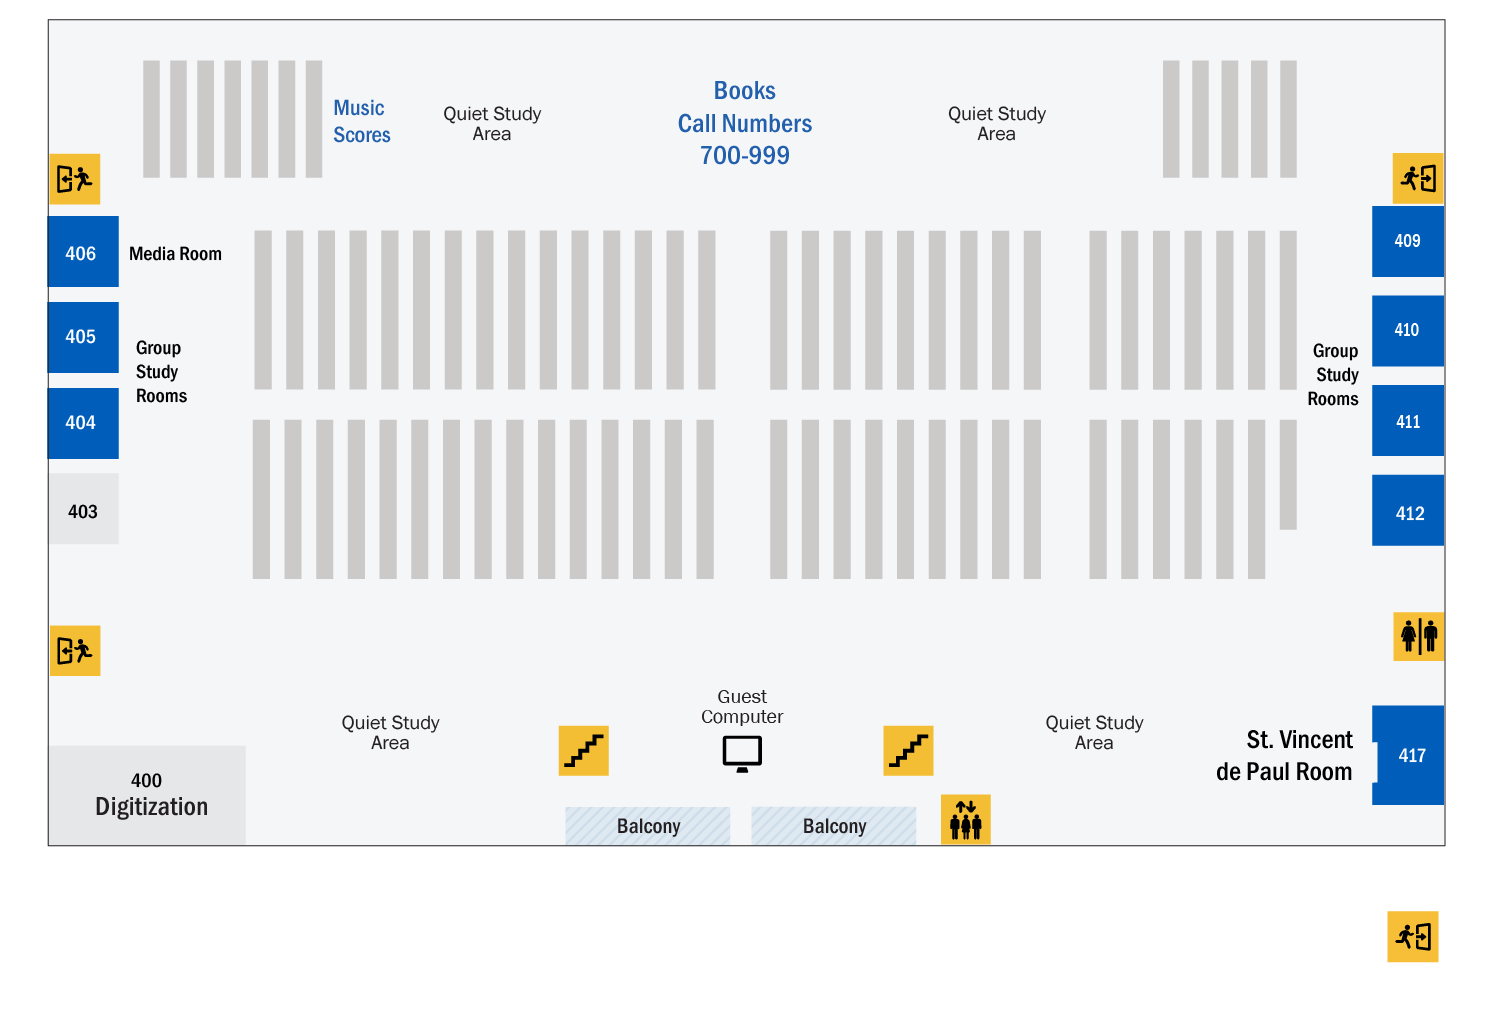 Music
Scores
Quiet Study
Area
Books
Call Numbers
700-999
Quiet Study
Area
406
Media Room
405
Group
Study
Rooms
404
403
409
410
Group
Study
Rooms
411
412
Quiet Study
Area
Guest
Computer
Quiet Study
Area
St. Vincent
de Paul Room
417
400
Digitization
Balcony
Balcony